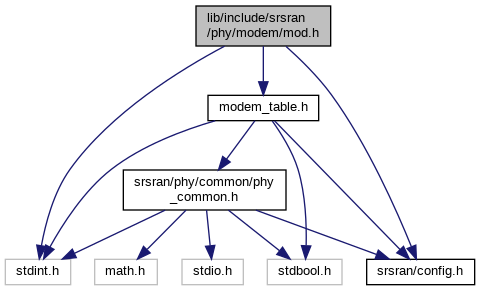 lib/include/srsran
/phy/modem/mod.h
modem_table.h
srsran/phy/common/phy
_common.h
stdint.h
math.h
stdio.h
stdbool.h
srsran/config.h